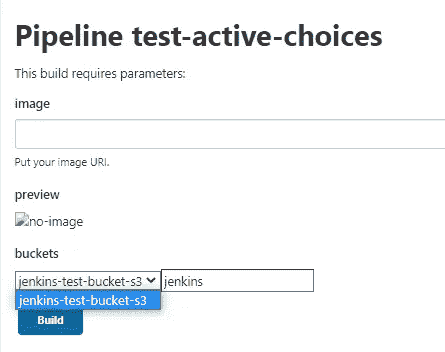 Pipeline test-active-choices
This build requires parameters:
image
Put your image URI.
preview
no-image
buckets
jenkins-test-bucket-s3 jenkins
jenkins-test-bucket-s3
Build